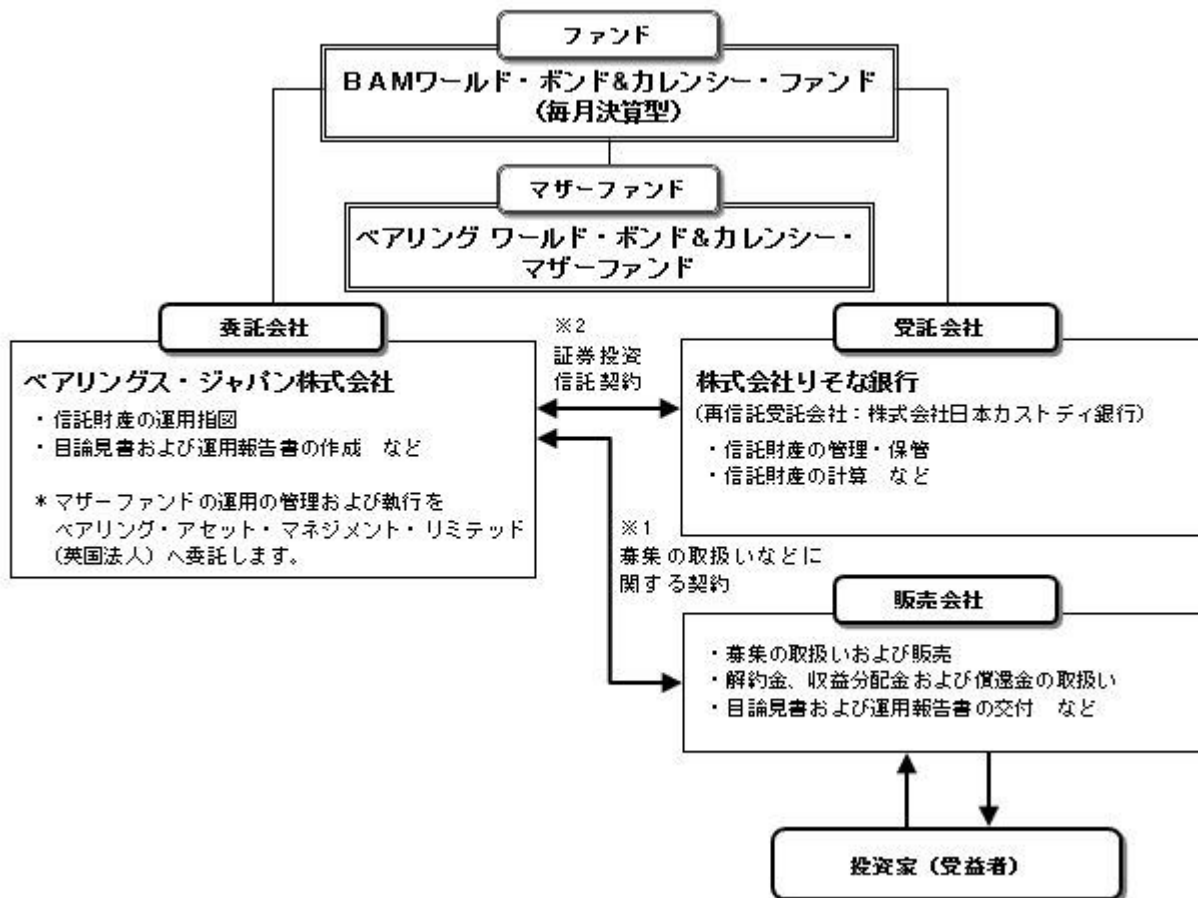 ファンド
BAMワールド・ボンド&カレンシー・ファンド
(毎月決算型)
マザーファンド
ベアリング ワールド・ボンド&カレンシー・
マザーファンド
委託会社
ベアリングス・ジャパン株式会社
・信託財産の運用指図
・目論見書および運用報告書の作成　など
* マザーファンドの運用の管理および執行を
ベアリング・アセット・マネジメント・リミテッド
(英国法人)へ委託します。
※2
証券投資
信託契約
受託会社
株式会社りそな銀行
(再信託受託会社：株式会社日本カストディ銀行)
・信託財産の管理・保管
・信託財産の計算　など
※1
募集の取扱いなどに
関する契約
販売会社
・募集の取扱いおよび販売
・解約金、収益分配金および償還金の取扱い
・目論見書および運用報告書の交付　など
投資家(受益者)